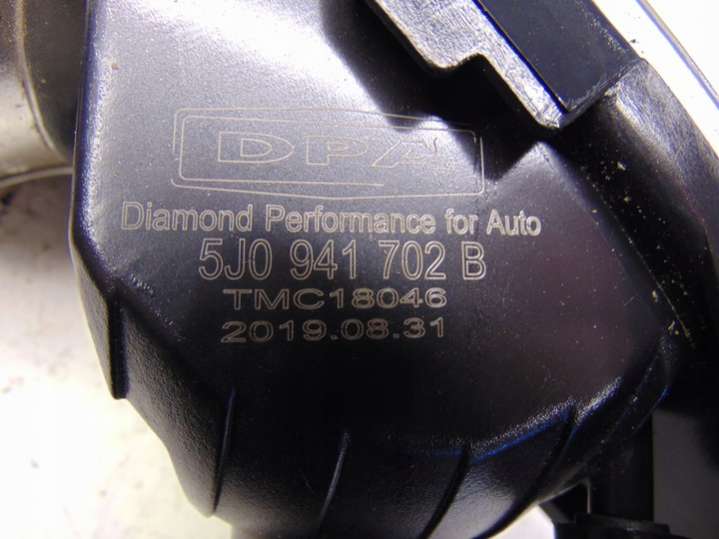 DPA
Diamond Performance for Auto
5J0 941 702 B
TMC18046
2019.08.31